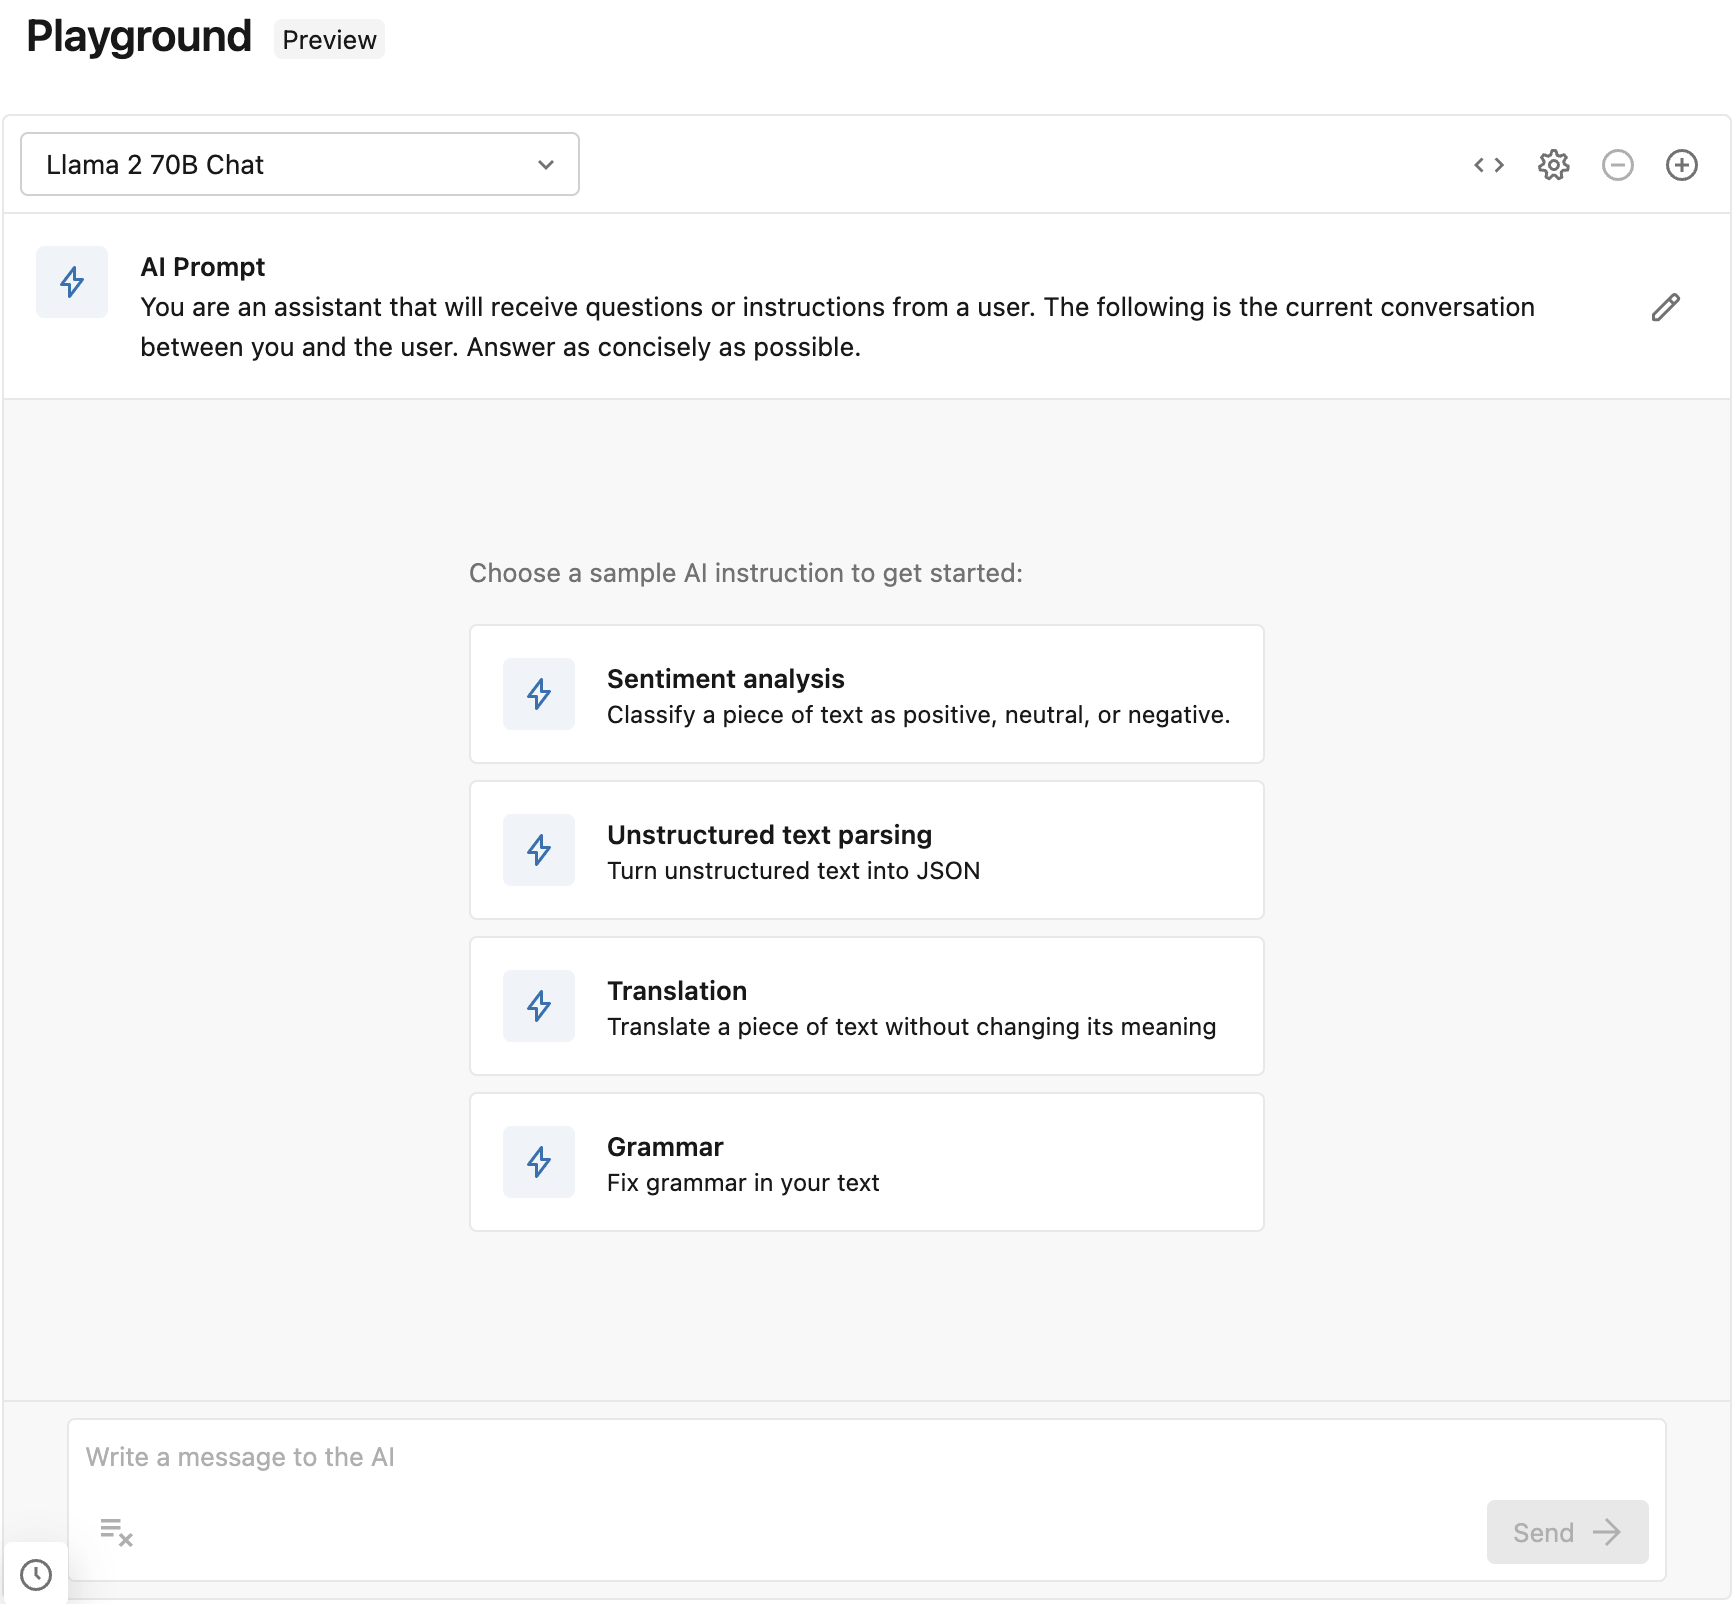 Playground
Preview
Llama 2 70B Chat
AI Prompt
You are an assistant that will receive questions or instructions from a user. The following is the current conversation
between you and the user. Answer as concisely as possible.
Choose a sample AI instruction to get started:
Sentiment analysis
Classify a piece of text as positive, neutral, or negative.
Unstructured text parsing
Turn unstructured text into JSON
Translation
Translate a piece of text without changing its meaning
Grammar
Fix grammar in your text
Write a message to the AI
Send